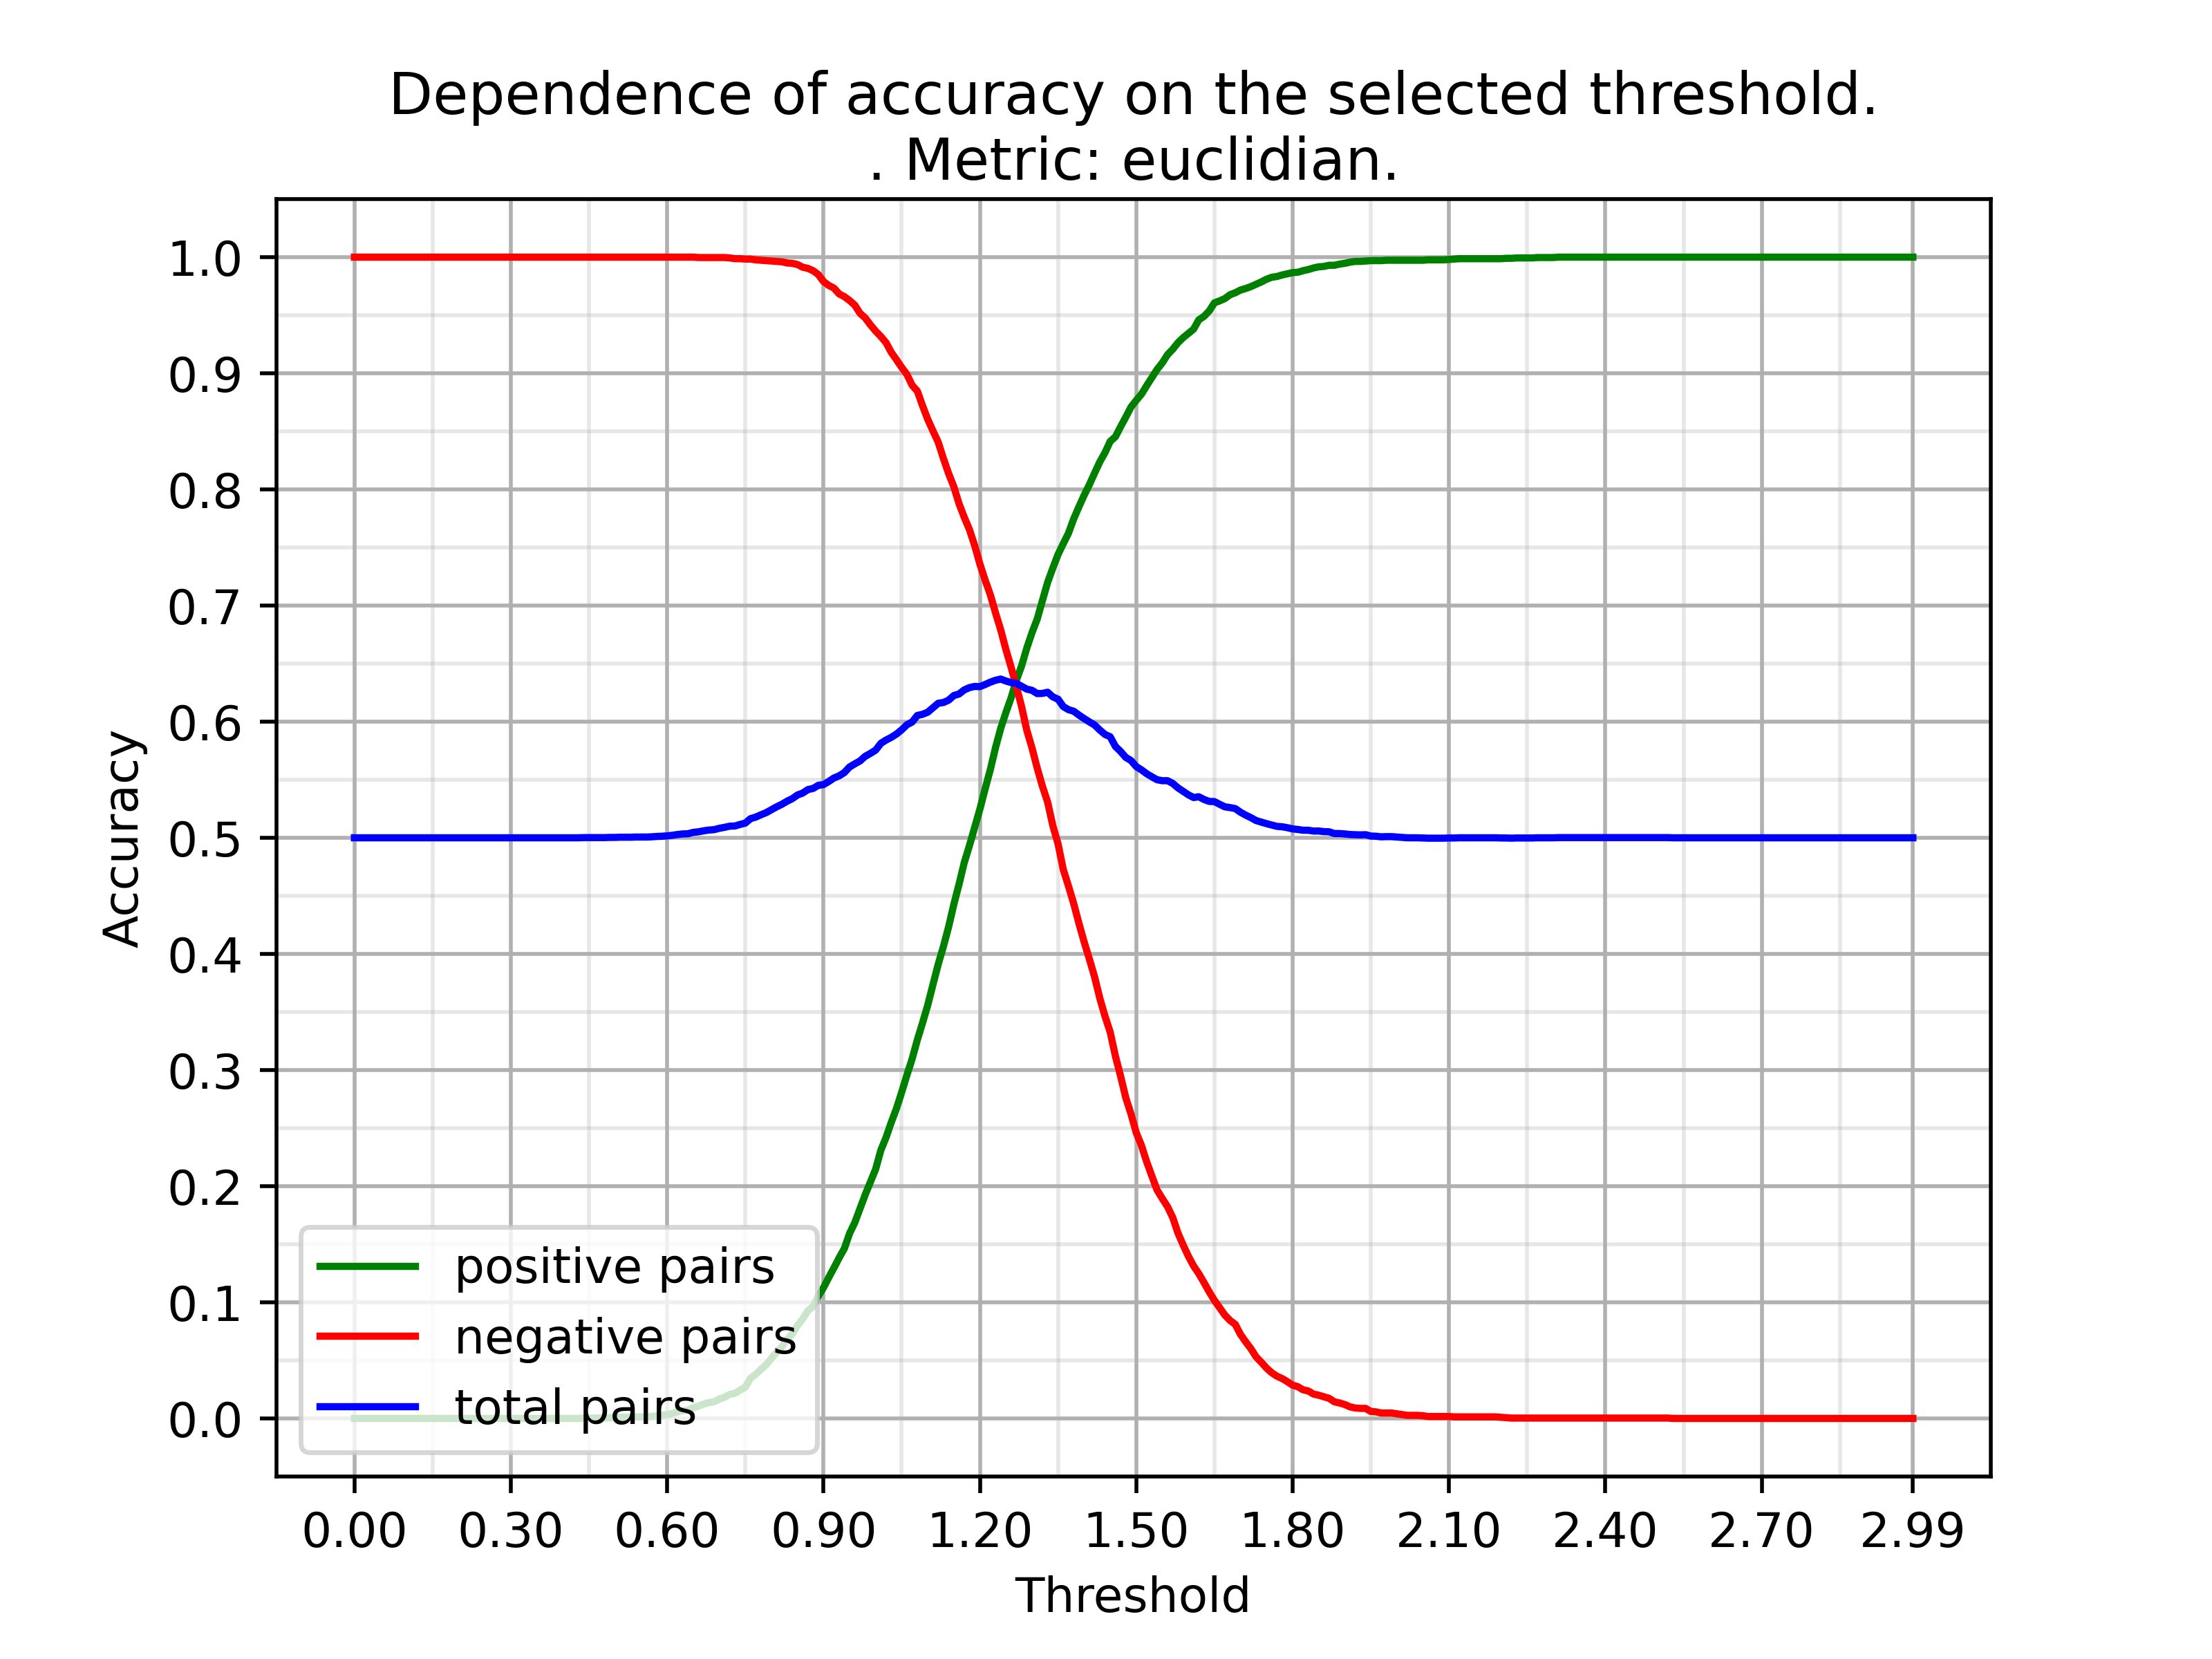 Dependence of accuracy on the selected threshold.
. Metric: euclidian.
1.0
0.9
0.8
0.7
0.6
0.5
0.4
0.3
0.2
0.1
0.0
Accuracy
positive pairs
negative pairs
total pairs
0.00 0.30 0.60 0.90 1.20 1.50 1.80 2.10 2.40 2.70 2.99
Threshold